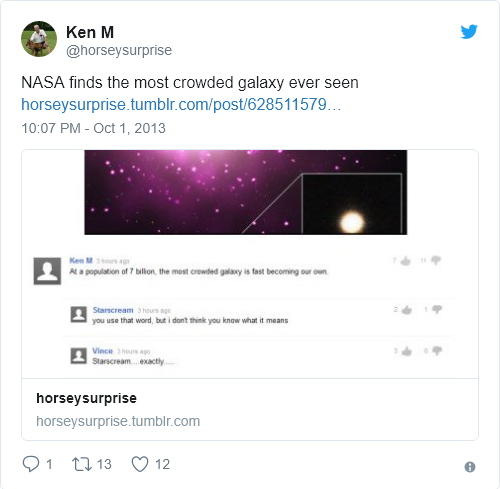 Ken M
@horseysurprise
NASA finds the most crowded galaxy ever seen
horseysurprise.tumblr.com/post/628511579…
10:07 PM - Oct 1, 2013
Ken M 3 hours ago
7 11
At a population of 7 billion, the most crowded galaxy is fast becoming our own.
Starscream 3 hours ago
2 1
you use that word, but i dont think you know what it means
Vince 3 hours ago
3 0
Starscream....exactly.....
horseysurprise
horseysurprise.tumblr.com
1 13 12